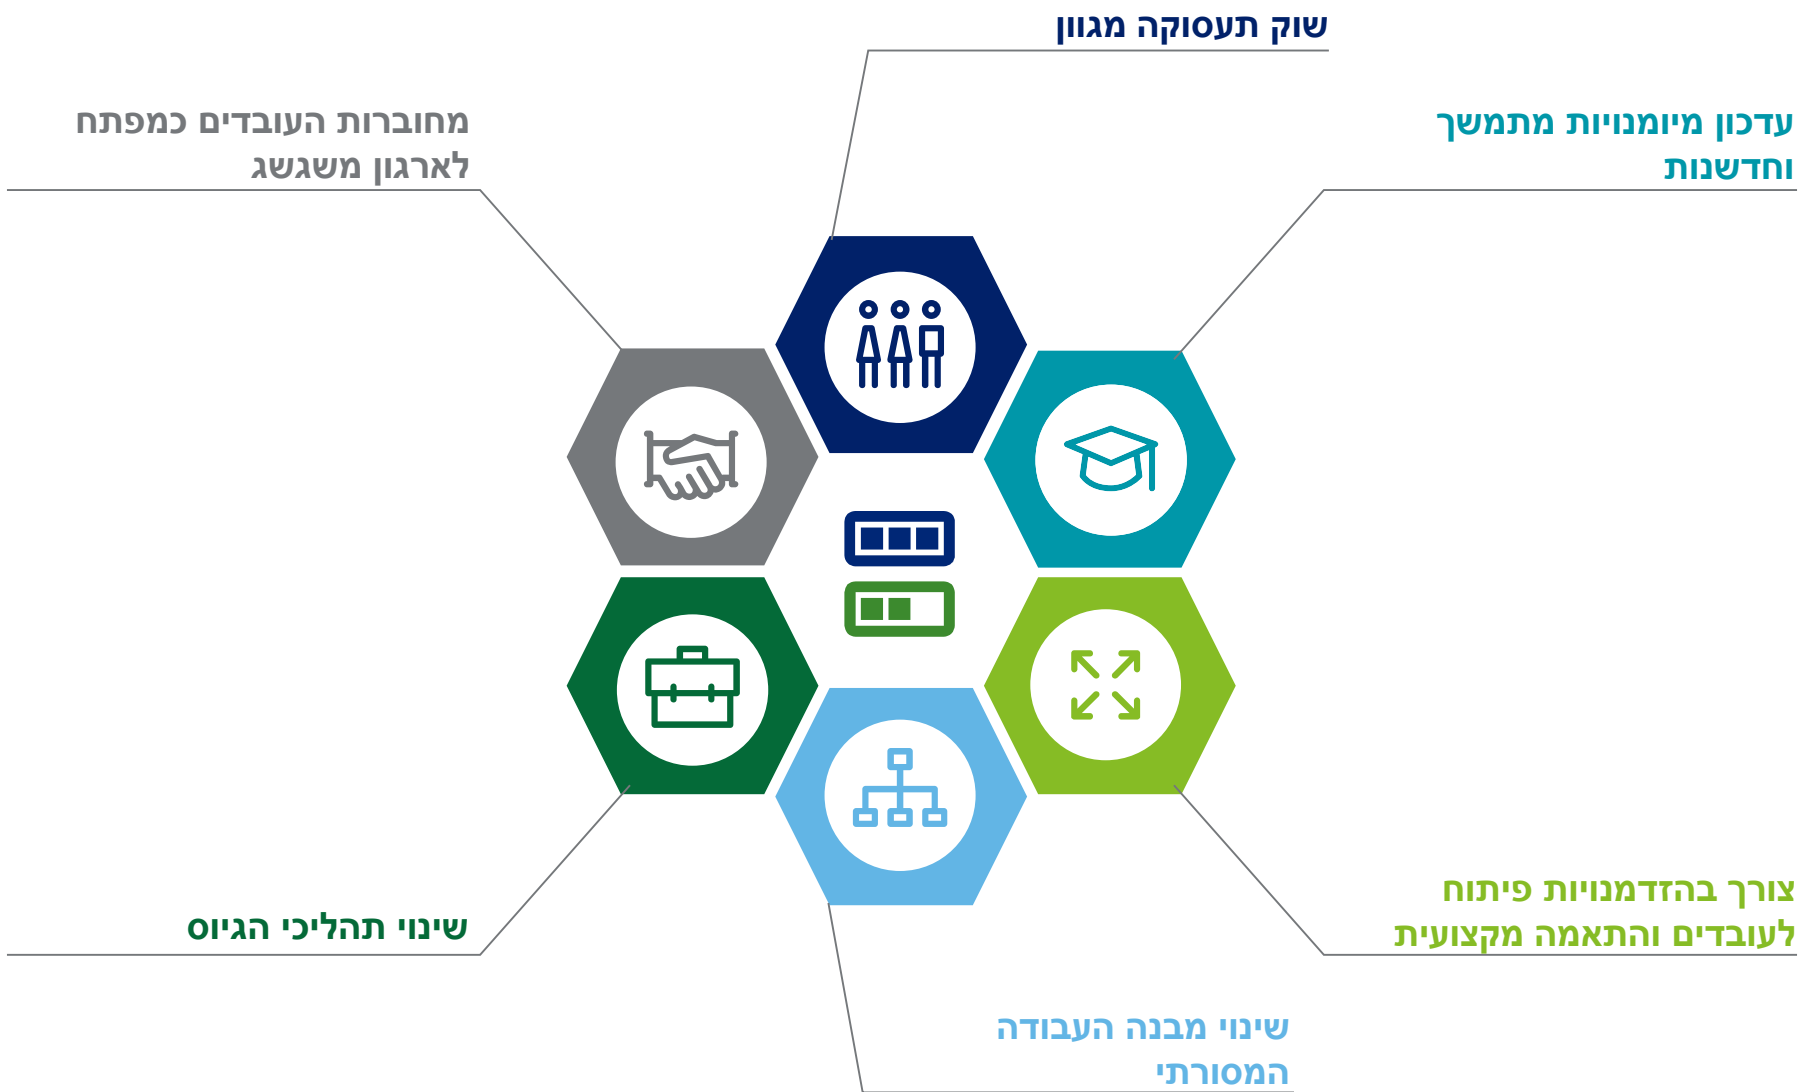 שוק תעסוקה מגוון
עדכון מיומנויות מתמשך
וחדשנות
מחוברות העובדים כמפתח
לארגון משגשג
צורך בהזדמנויות פיתוח
לעובדים והתאמה מקצועית
שינוי תהליכי הגיוס
שינוי מבנה העבודה
המסורתי